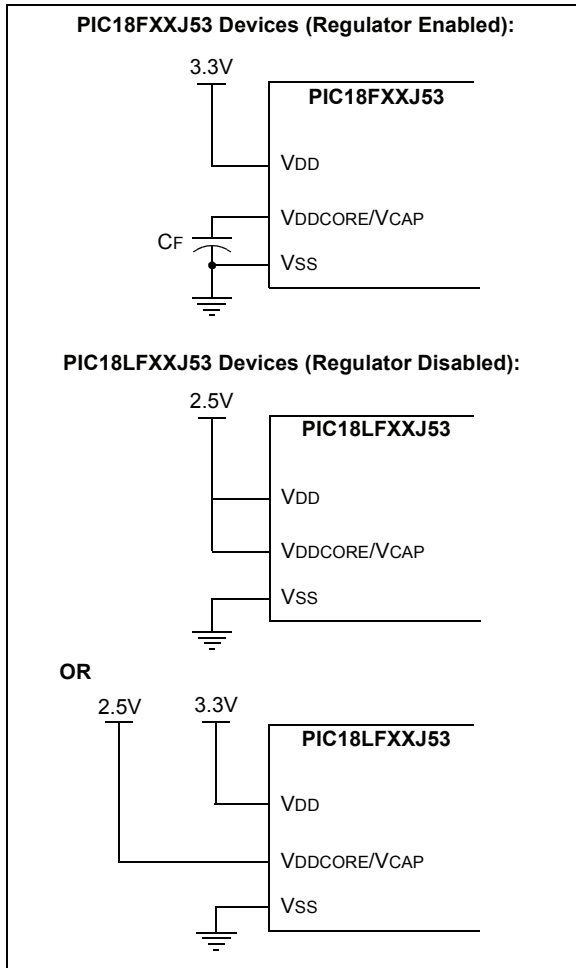 PIC18FXXJ53 Devices (Regulator Enabled):
3.3V
PIC18FXXJ53
VDD
VDDCORE/VCAP
CF
VSS
PIC18LFXXJ53 Devices (Regulator Disabled):
2.5V
PIC18LFXXJ53
VDD
VDDCORE/VCAP
VSS
OR
2.5V 3.3V
PIC18LFXXJ53
VDD
VDDCORE/VCAP
VSS